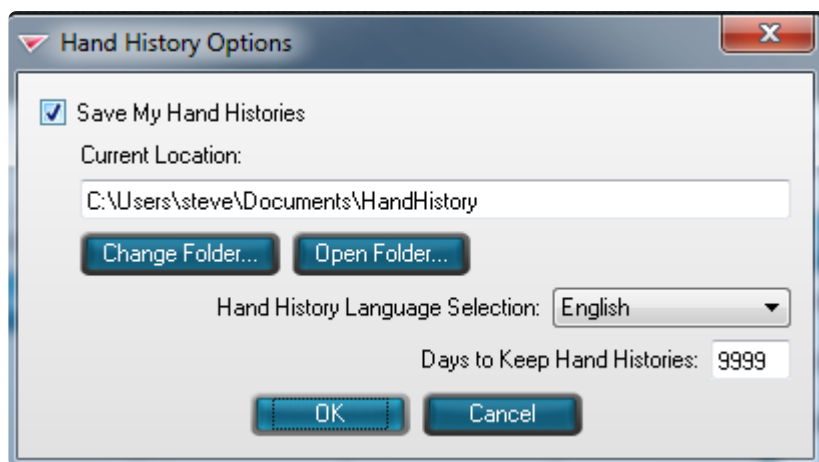 Hand History Options
Save My Hand Histories
Current Location:
C:\Users\steve\Documents\HandHistory
Change Folder... Open Folder...
Hand History Language Selection: English
Days to Keep Hand Histories: 9999
OK Cancel